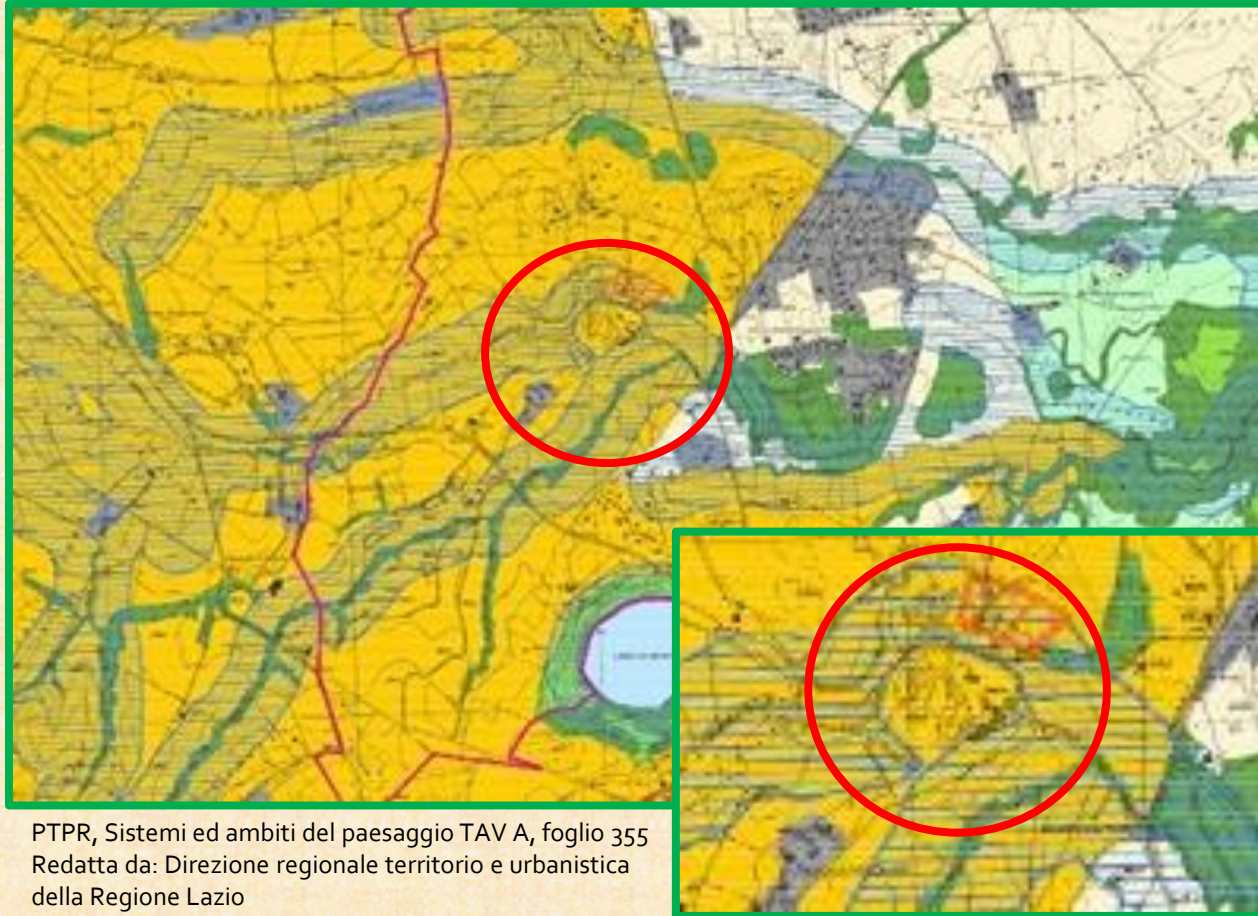 PTPR, Sistemi ed ambiti del paesaggio TAV A, foglio 355
Redatta da: Direzione regionale territorio e urbanistica
della Regione Lazio